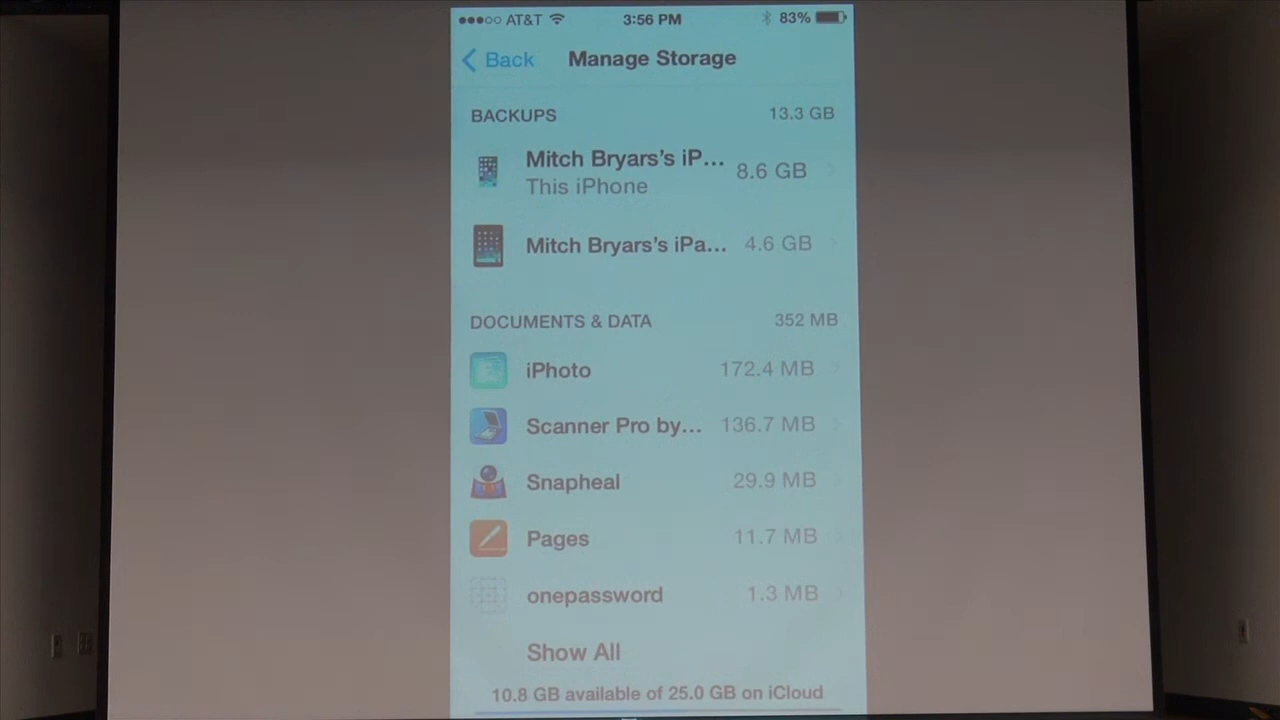 AT&T 3:56 PM 83%
Back Manage Storage
BACKUPS 13.3 GB
Mitch Bryars’s iP... 8.6 GB
This iPhone
Mitch Bryars’s iPa... 4.6 GB
DOCUMENTS & DATA 352 MB
iPhoto 172.4 MB
Scanner Pro by... 136.7 MB
Snapheal 29.9 MB
Pages 11.7 MB
onepassword 1.3 MB
Show All
10.8 GB available of 25.0 GB on iCloud